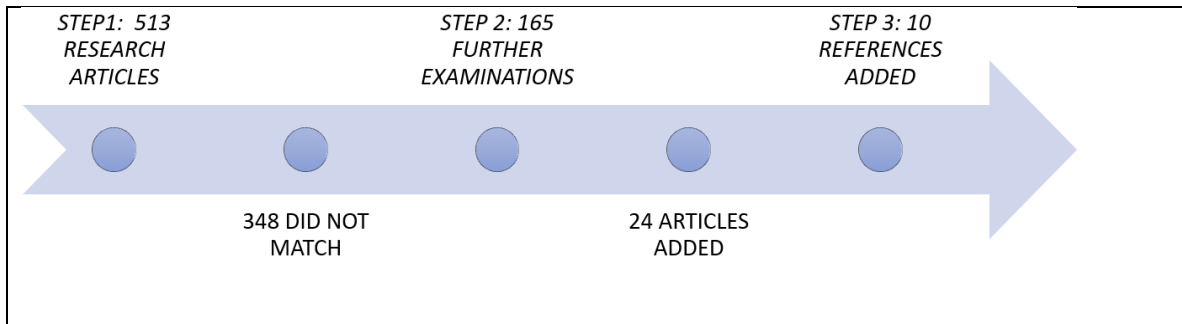 STEP1: 513
RESEARCH
ARTICLES
348 DID NOT
MATCH
STEP 2: 165
FURTHER
EXAMINATIONS
24 ARTICLES
ADDED
STEP 3: 10
REFERENCES
ADDED